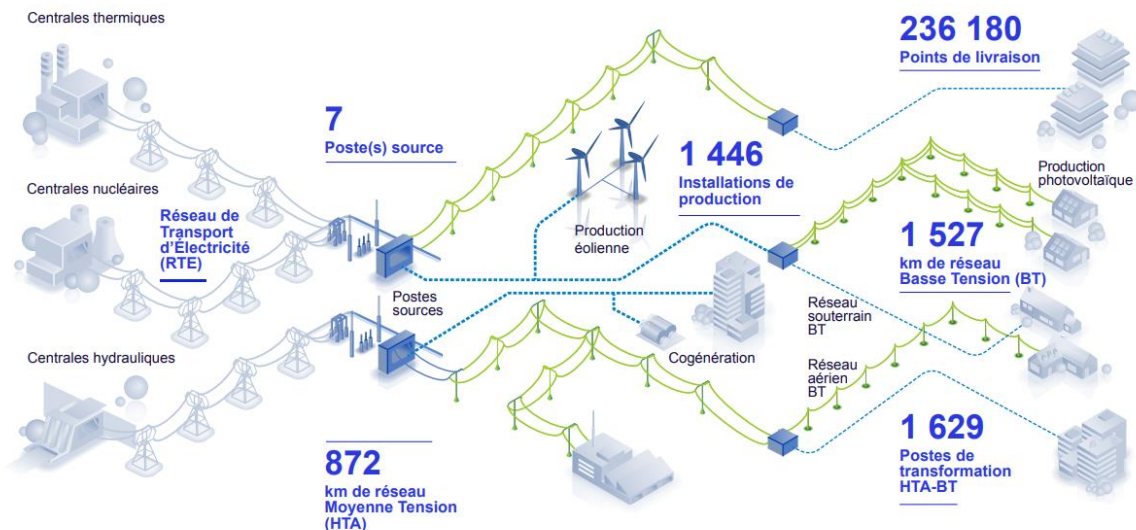 Centrales thermiques
236 180
Points de livraison
7
Poste(s) source
1 446
Installations de
production
Production
photovoltaïque
Centrales nucléaires
Réseau de
Transport
d'Électricité
(RTE)
Production
éolienne
1 527
km de réseau
Basse Tension (BT)
Postes
sources
Réseau
souterrain
BT
Centrales hydrauliques
Cogénération
Réseau
aérien
BT
1 629
Postes de
transformation
HTA-BT
872
km de réseau
Moyenne Tension
(HTA)